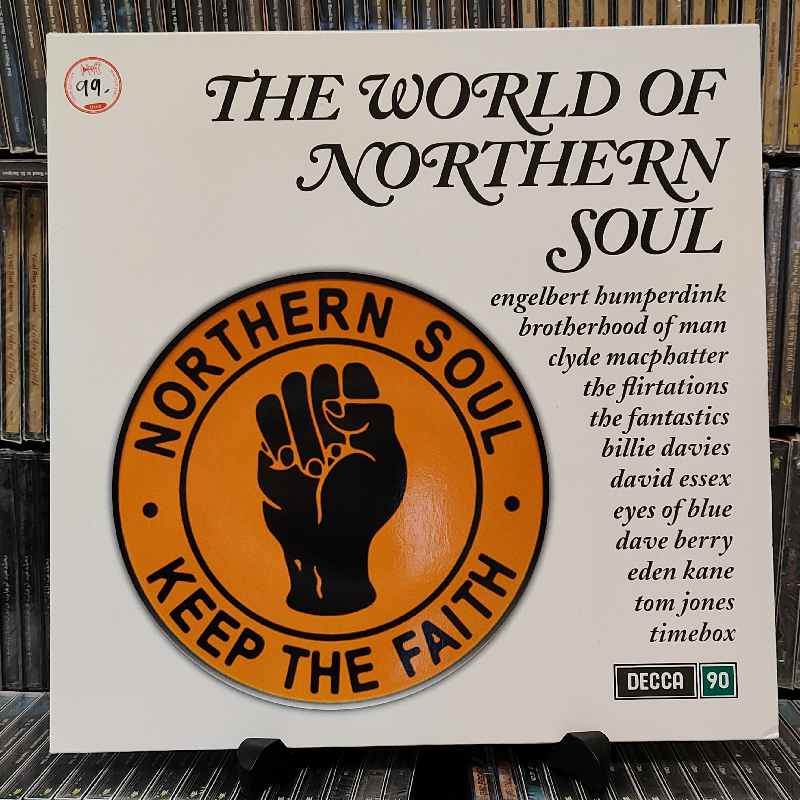 99.
THE WORLD OF
NORTHERN
SOUL
engelbert humperdink
brotherhood of man
clyde macphatter
the flirtations
the fantastics
billie davies
david essex
eyes of blue
dave berry
eden kane
tom jones
timebox
NORTHERN SOUL
KEEP THE FAITH
DECCA 90